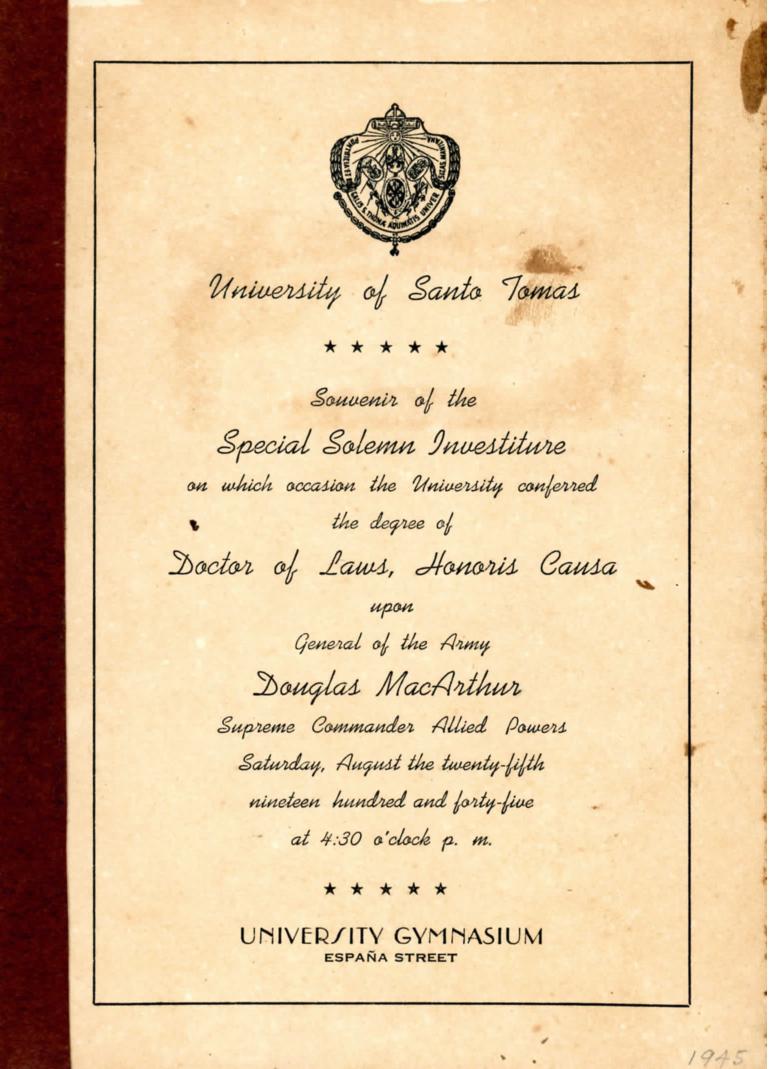 University of Santo Tomas
★ ★ ★ ★ ★
Souvenir of the
Special Solemn Investiture
on which occasion the University conferred
the degree of
Doctor of Laws, Honoris Causa
upon
General of the Army
Douglas MacArthur
Supreme Commander Allied Powers
Saturday, August the twenty-fifth
nineteen hundred and forty-five
at 4:30 o'clock p. m.
★ ★ ★ ★ ★
UNIVERSITY GYMNASIUM
ESPAÑA STREET
1945